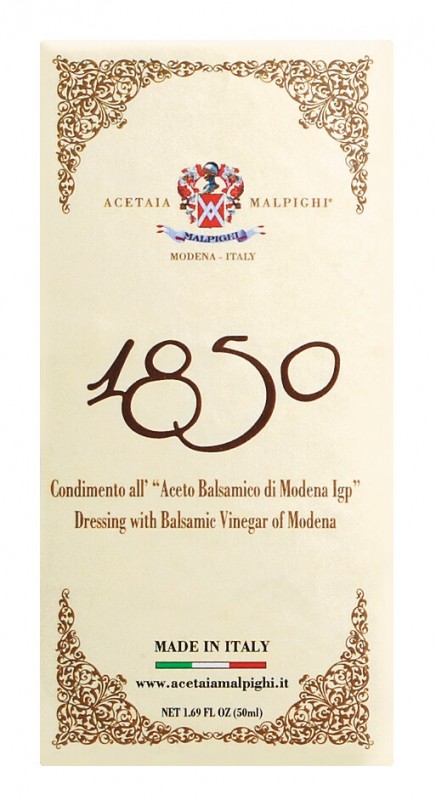 ACETAIA MALPIGHI®
MALPIGHI
MODENA - ITALY
1850
Condimento all' “Aceto Balsamico di Modena Igp”
Dressing with Balsamic Vinegar of Modena
MADE IN ITALY
www.acetaiamalpighi.it
NET 1.69 FL OZ (50ml)